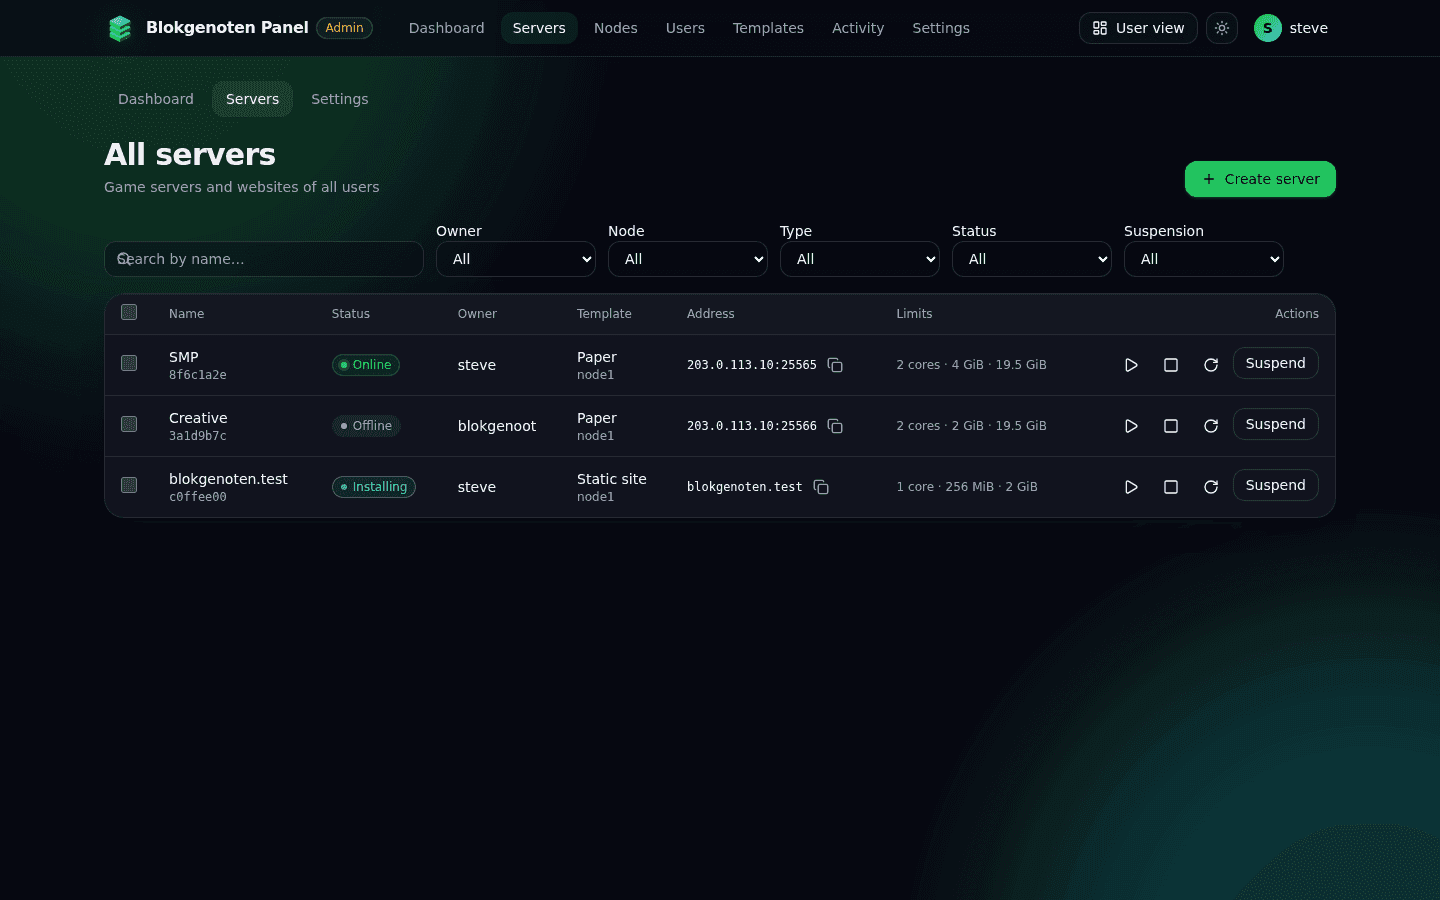 Blokgenoten Panel Admin Dashboard Servers Nodes Users Templates Activity Settings User view S steve
Dashboard Servers Settings
All servers
Game servers and websites of all users
+ Create server
Owner Node Type Status Suspension
Search by name... All All All All All
Name Status Owner Template Address Limits Actions
SMP Online steve Paper 203.0.113.10:25565 2 cores · 4 GiB · 19.5 GiB Suspend
8f6c1a2e node1
Creative Offline blokgenoot Paper 203.0.113.10:25566 2 cores · 2 GiB · 19.5 GiB Suspend
3a1d9b7c node1
blokgenoten.test Installing steve Static site blokgenoten.test 1 core · 256 MiB · 2 GiB Suspend
c0ffee00 node1